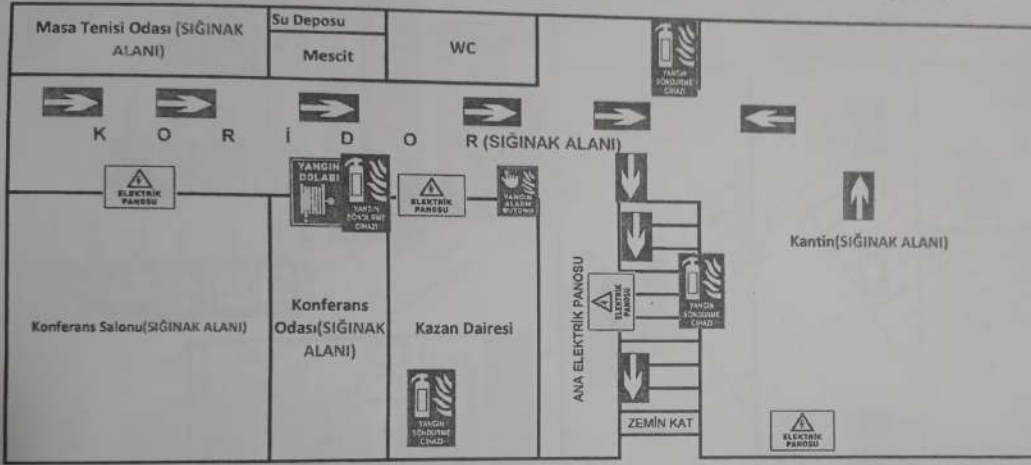 Masa Tenisi Odası (SIĞINAK
ALANI)
Su Deposu
Mescit
WC
YANGIN
SÖNDÜRME
CİHAZI
K O R İ D O R (SIĞINAK ALANI)
ELEKTRİK
PANOSU
YANGIN
DOLABI
YANGIN
SÖNDÜRME
CİHAZI
ELEKTRİK
PANOSU
YANGIN
ALARM
BUTONU
Kantin(SIĞINAK ALANI)
Konferans Salonu(SIĞINAK ALANI)
Konferans
Odası(SIĞINAK
ALANI)
Kazan Dairesi
ANA ELEKTRİK PANOSU
ELEKTRİK
PANOSU
YANGIN
SÖNDÜRME
CİHAZI
YANGIN
SÖNDÜRME
CİHAZI
ZEMİN KAT
ELEKTRİK
PANOSU